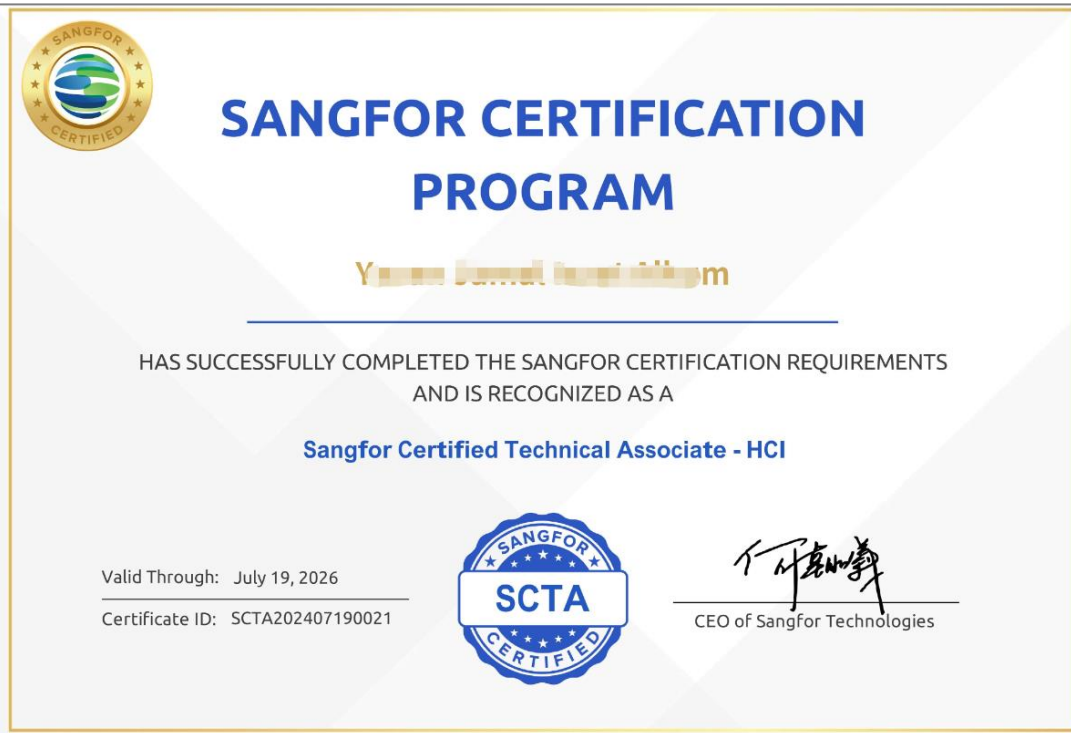 SANGFOR
CERTIFIED
SANGFOR CERTIFICATION
PROGRAM
HAS SUCCESSFULLY COMPLETED THE SANGFOR CERTIFICATION REQUIREMENTS
AND IS RECOGNIZED AS A
Sangfor Certified Technical Associate - HCI
Valid Through: July 19, 2026
Certificate ID: SCTA202407190021
SANGFOR
SCTA
CERTIFIED
CEO of Sangfor Technologies